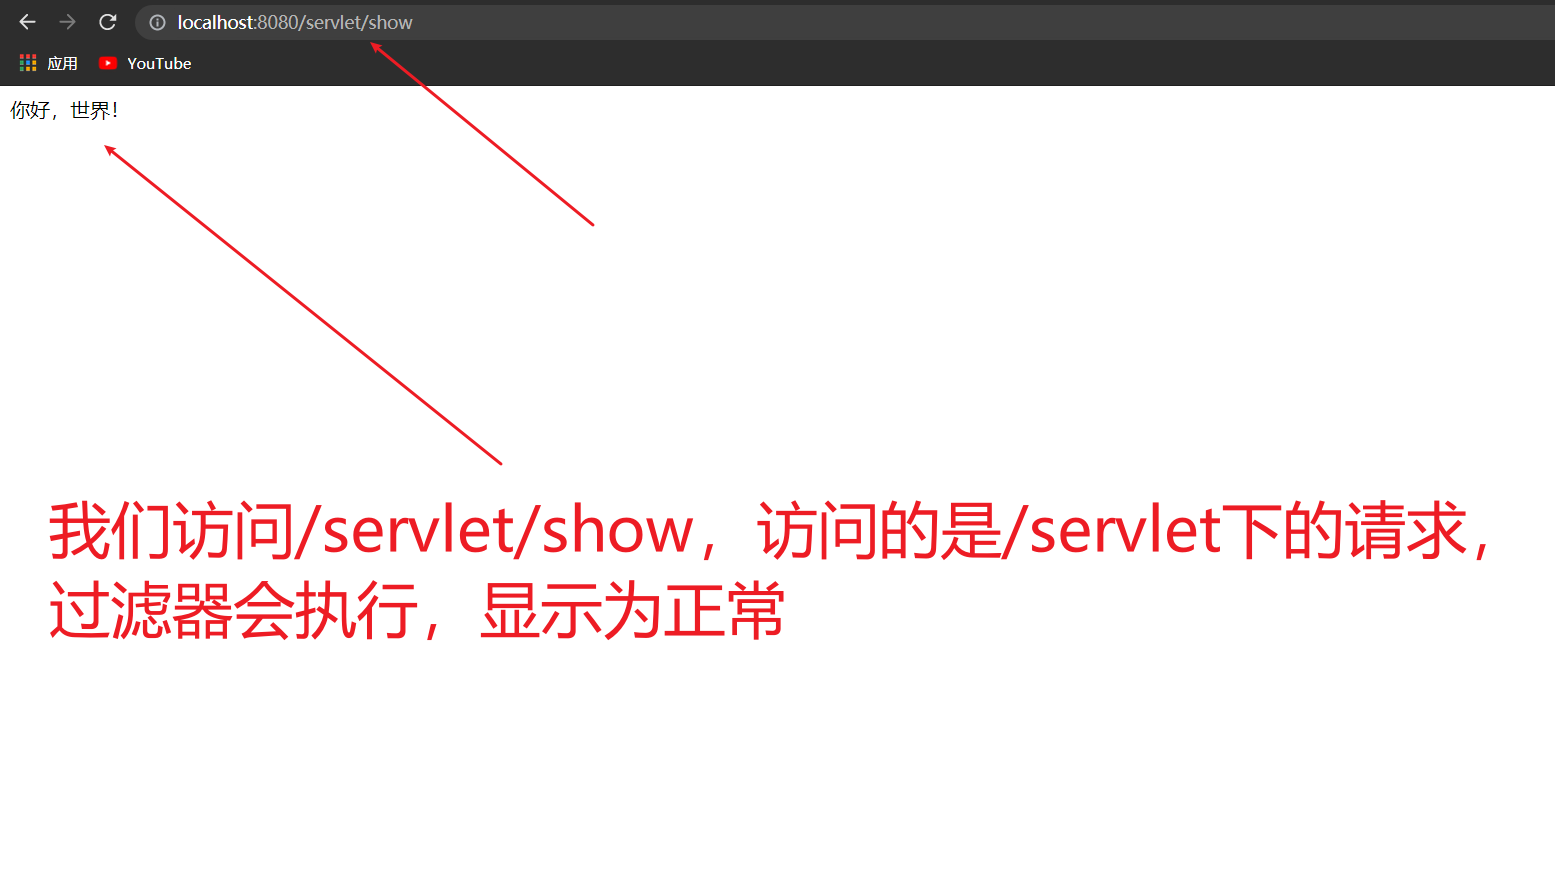 localhost:8080/servlet/show
应用 YouTube
你好，世界！
我们访问/servlet/show，访问的是/servlet下的请求，
过滤器会执行，显示为正常